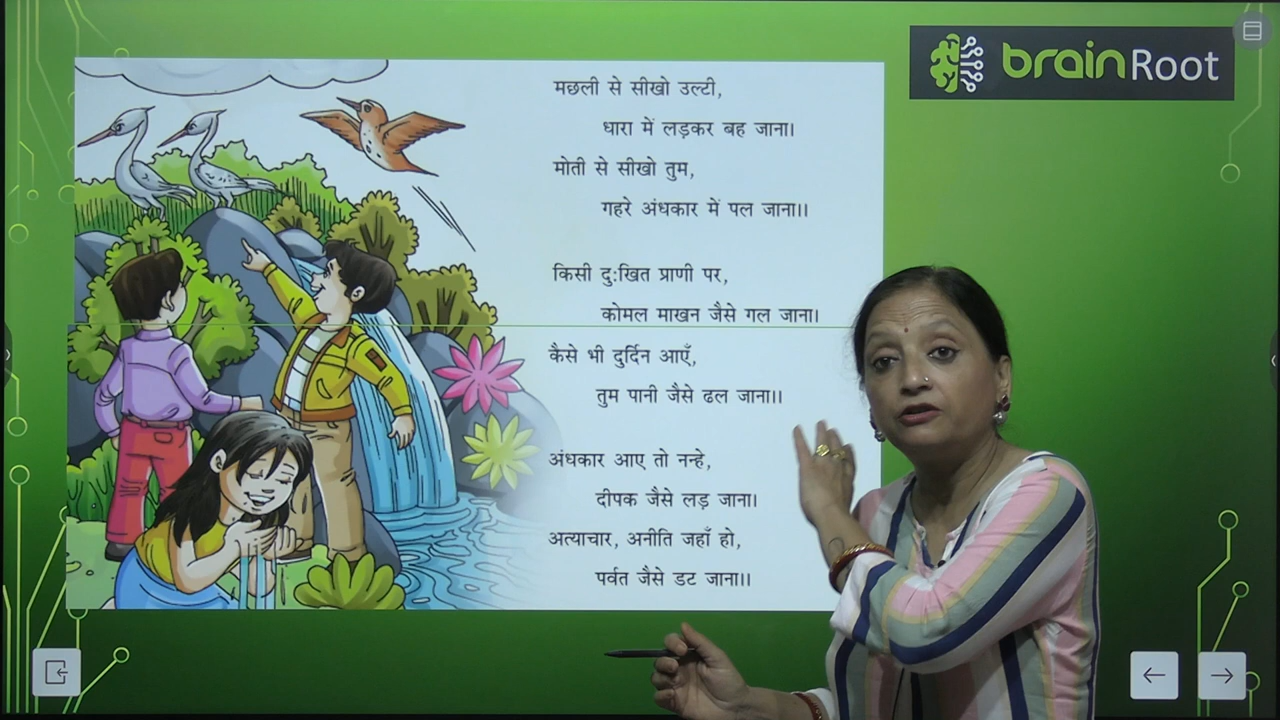 brainRoot
मछली से सीखो उल्टी,
धारा में लड़कर बह जाना।
मोती से सीखो तुम,
गहरे अंधकार में पल जाना।।
किसी दुःखित प्राणी पर,
कोमल माखन जैसे गल जाना।
कैसे भी दुर्दिन आएँ,
तुम पानी जैसे ढल जाना।।
अंधकार आए तो नन्हे,
दीपक जैसे लड़ जाना।
अत्याचार, अनीति जहाँ हो,
पर्वत जैसे डट जाना।।